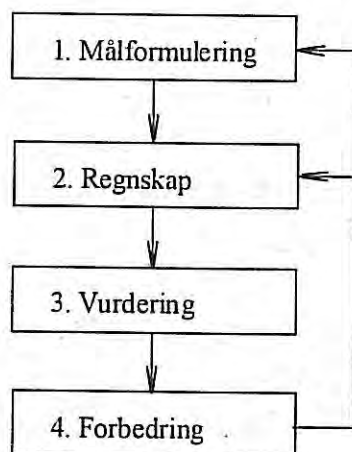 1. Målformulering
2. Regnskap
3. Vurdering
4. Forbedring